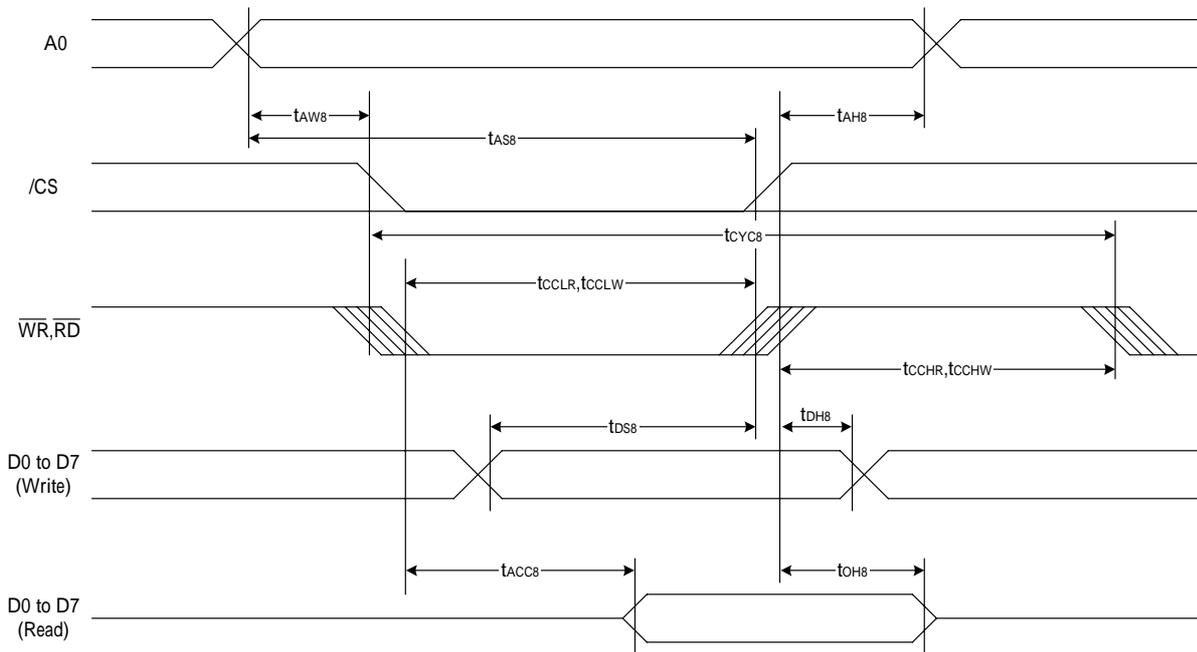 A0
tAW8
tAH8
tAS8
/CS
tCYC8
tCCLR,tCCLW
WR,RD
tCCHR,tCCHW
tDH8
tDS8
D0 to D7
(Write)
tACC8
tOH8
D0 to D7
(Read)